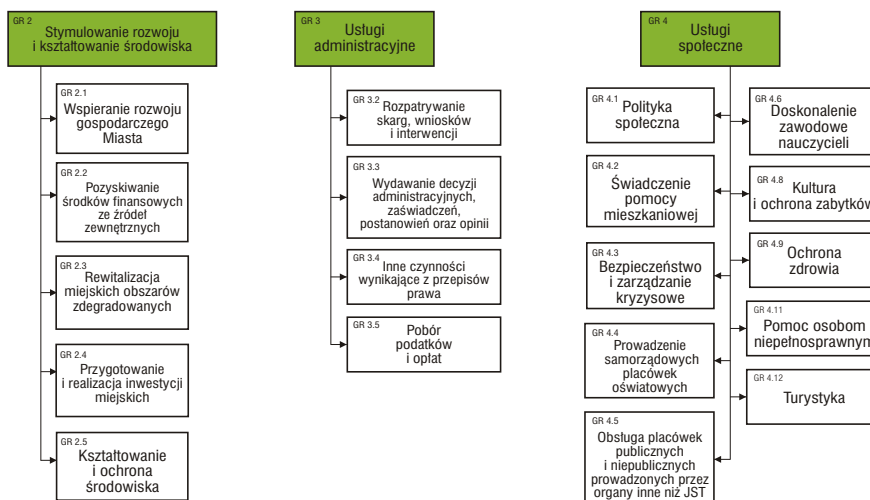 GR 2
Stymulowanie rozwoju
i kształtowanie środowiska
GR 2.1
Wspieranie rozwoju
gospodarczego
Miasta
GR 2.2
Pozyskiwanie
środków finansowych
ze źródeł
zewnętrznych
GR 2.3
Rewitalizacja
miejskich obszarów
zdegradowanych
GR 2.4
Przygotowanie
i realizacja inwestycji
miejskich
GR 2.5
Kształtowanie
i ochrona
środowiska
GR 3
Usługi
administracyjne
GR 3.2
Rozpatrywanie
skarg, wniosków
i interwencji
GR 3.3
Wydawanie decyzji
administracyjnych,
zaświadczeń,
postanowień oraz opinii
GR 3.4
Inne czynności
wynikające z przepisów
prawa
GR 3.5
Pobór
podatków
i opłat
GR 4
Usługi
społeczne
GR 4.1
Polityka
społeczna
GR 4.2
Świadczenie
pomocy
mieszkaniowej
GR 4.3
Bezpieczeństwo
i zarządzanie
kryzysowe
GR 4.4
Prowadzenie
samorządowych
placówek
oświatowych
GR 4.5
Obsługa placówek
publicznych
i niepublicznych
prowadzonych przez
organy inne niż JST
GR 4.6
Doskonalenie
zawodowe
nauczycieli
GR 4.8
Kultura
i ochrona zabytków
GR 4.9
Ochrona
zdrowia
GR 4.11
Pomoc osobom
niepełnosprawnym
GR 4.12
Turystyka